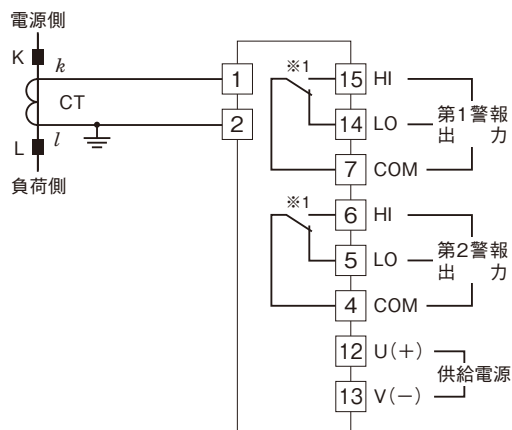 電源側
K
k
CT
L
l
負荷側
1
2
※1
15 HI
14 LO
7 COM
第1警報
出 力
※1
6 HI
5 LO
4 COM
第2警報
出 力
12 U(+)
13 V(−)
供給電源